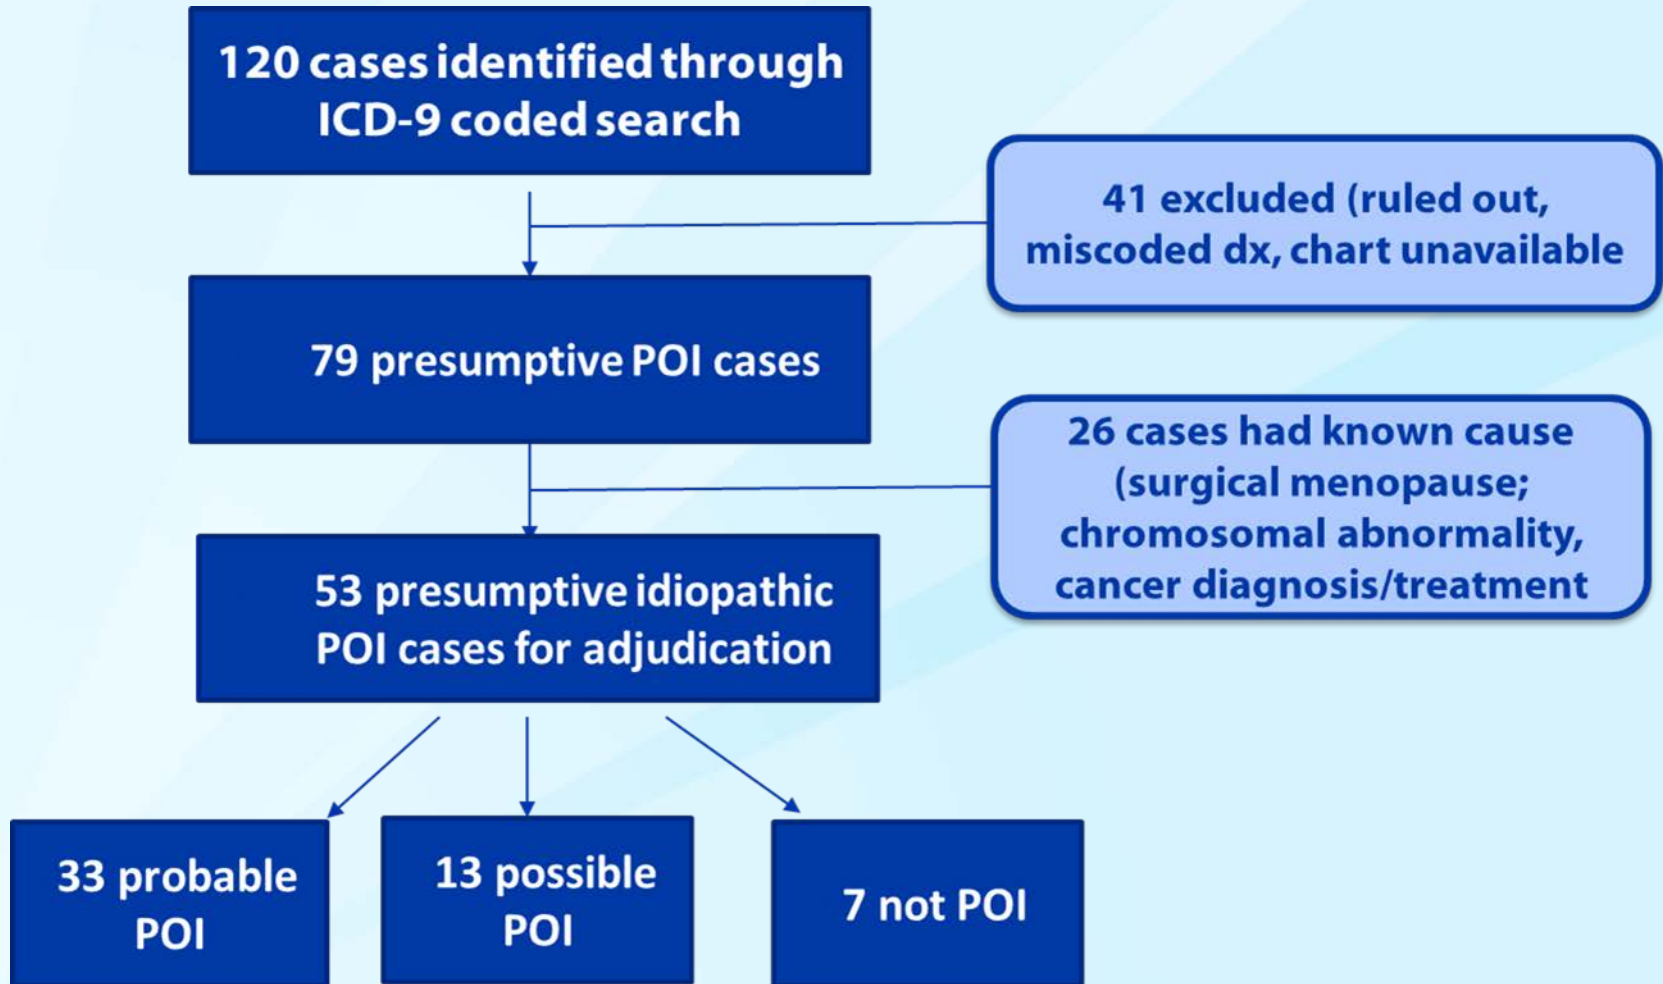 120 cases identified through
ICD-9 coded search
41 excluded (ruled out,
miscoded dx, chart unavailable
79 presumptive POI cases
26 cases had known cause
(surgical menopause;
chromosomal abnormality,
cancer diagnosis/treatment
53 presumptive idiopathic
POI cases for adjudication
33 probable
POI
13 possible
POI
7 not POI